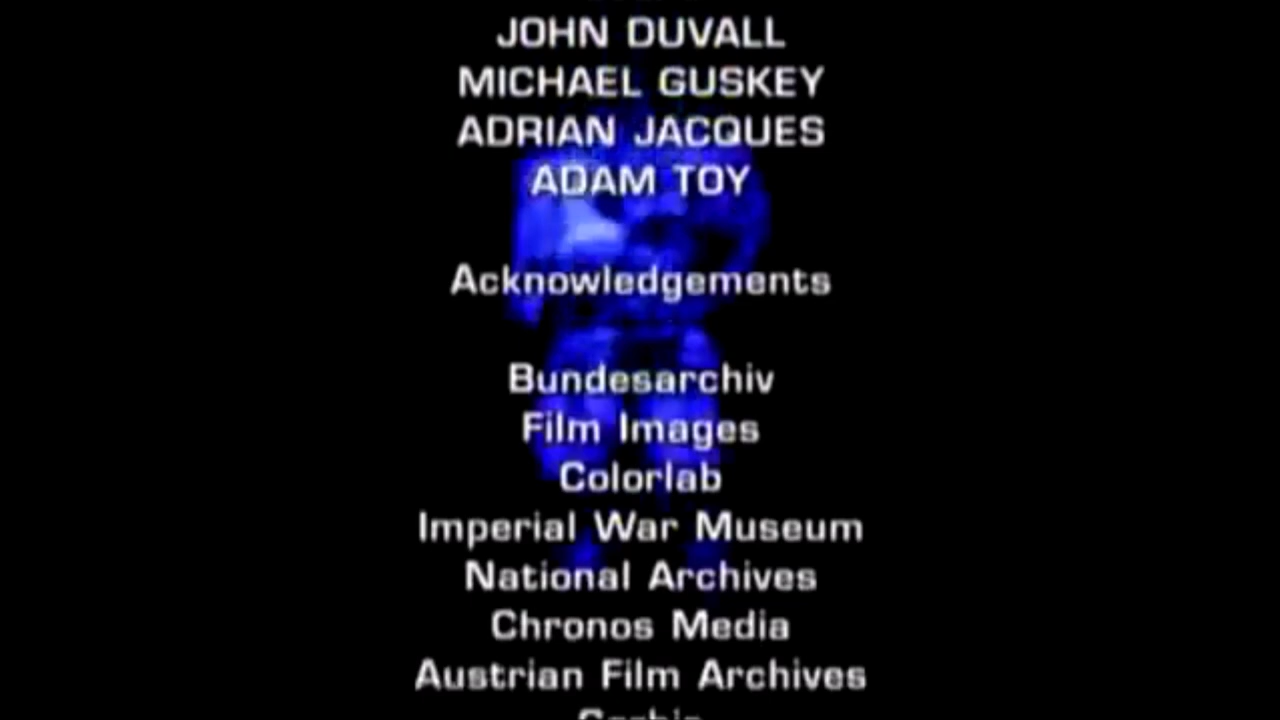 JOHN DUVALL
MICHAEL GUSKEY
ADRIAN JACQUES
ADAM TOY
Acknowledgements
Bundesarchiv
Film Images
Colorlab
Imperial War Museum
National Archives
Chronos Media
Austrian Film Archives